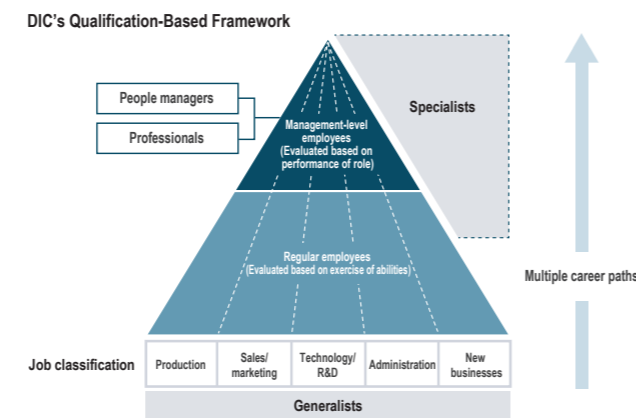 DIC's Qualification-Based Framework
People managers
Professionals
Management-level
employees
(Evaluated based on
performance of role)
Specialists
Regular employees
(Evaluated based on exercise of abilities)
Multiple career paths
Job classification
Production
Sales/
marketing
Technology/
R&D
Administration
New
businesses
Generalists